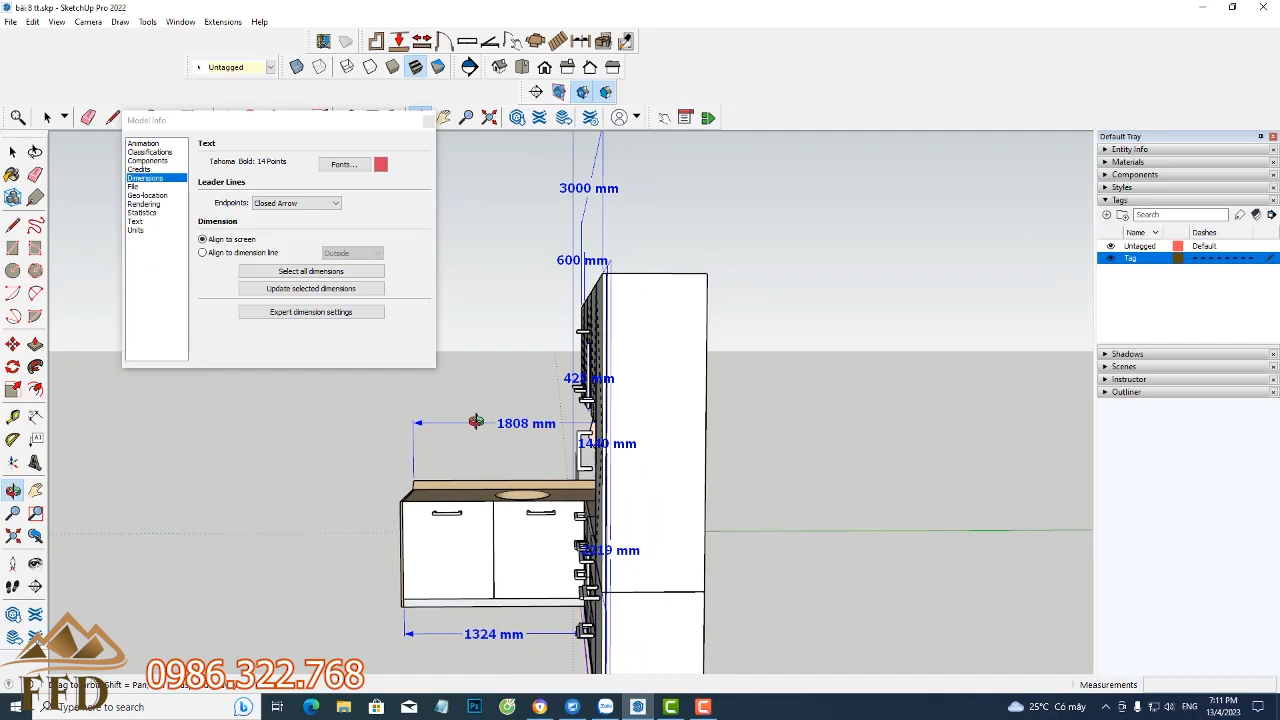 bài 8 tt.skp - SketchUp Pro 2022
File Edit View Camera Draw Tools Window Extensions Help
Untagged
Model Info
Animation
Classifications
Components
Credits
Dimensions
File
Geo-location
Rendering
Statistics
Text
Units
Text
Tahoma Bold: 14 Points
Fonts...
Leader Lines
Endpoints: Closed Arrow
Dimension
Align to screen
Align to dimension line
Outside
Select all dimensions
Update selected dimensions
Expert dimension settings
3000 mm
600 mm
1808 mm
1440 mm
1324 mm
Default Tray
Entity Info
Materials
Components
Styles
Tags
Search
Name Dashes
Untagged Default
Tag
Shadows
Scenes
Instructor
Outliner
Measurements
FFD
0986.322.768
Type here to search
25°C Có mây
ENG
7:11 PM
13/4/2023